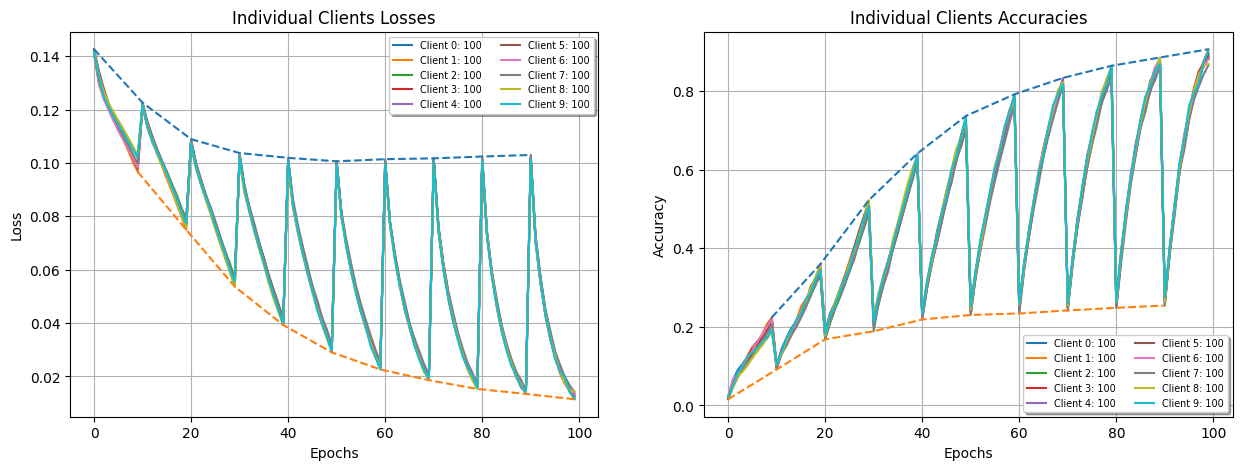 Individual Clients Losses
Loss
0.14
0.12
0.10
0.08
0.06
0.04
0.02
Client 0: 100
Client 1: 100
Client 2: 100
Client 3: 100
Client 4: 100
Client 5: 100
Client 6: 100
Client 7: 100
Client 8: 100
Client 9: 100
0 20 40 60 80 100
Epochs
Individual Clients Accuracies
Accuracy
0.8
0.6
0.4
0.2
0.0
Client 0: 100
Client 1: 100
Client 2: 100
Client 3: 100
Client 4: 100
Client 5: 100
Client 6: 100
Client 7: 100
Client 8: 100
Client 9: 100
0 20 40 60 80 100
Epochs